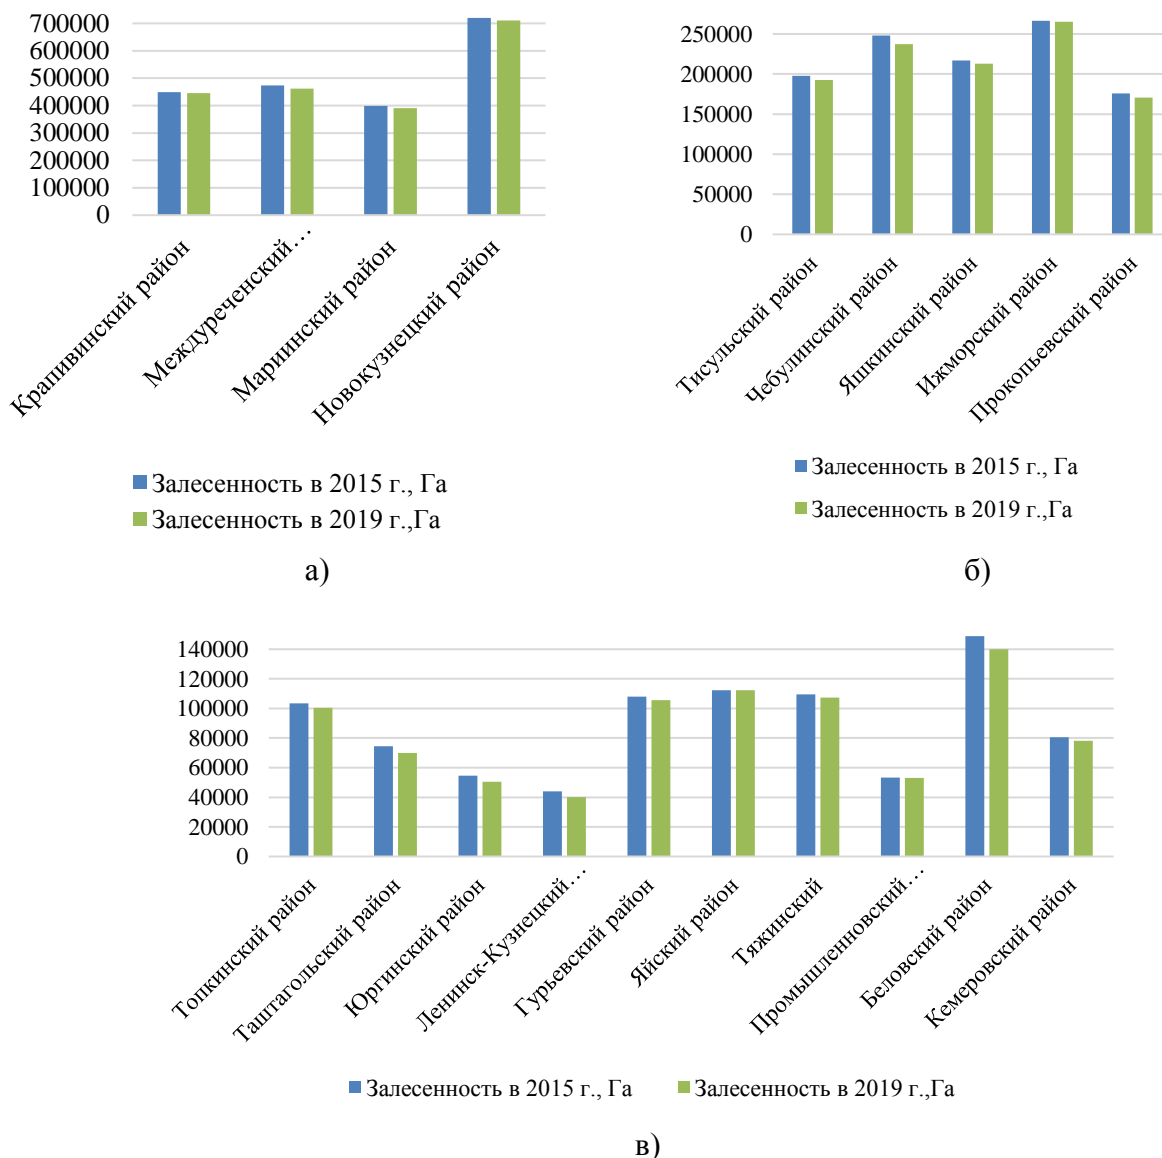 700000
600000
500000
400000
300000
200000
100000
0
Крапивинский район
Междуреченский…
Мариинский район
Новокузнецкий район
Залесенность в 2015 г., Га
Залесенность в 2019 г.,Га
а)
250000
200000
150000
100000
50000
0
Тисульский район
Чебулинский район
Яшкинский район
Ижморский район
Прокопьевский район
Залесенность в 2015 г., Га
Залесенность в 2019 г.,Га
б)
140000
120000
100000
80000
60000
40000
20000
0
Топкинский район
Таштагольский район
Юргинский район
Ленинск-Кузнецкий…
Гурьевский район
Яйский район
Тяжинский
Промышленновский…
Беловский район
Кемеровский район
Залесенность в 2015 г., Га
Залесенность в 2019 г.,Га
в)